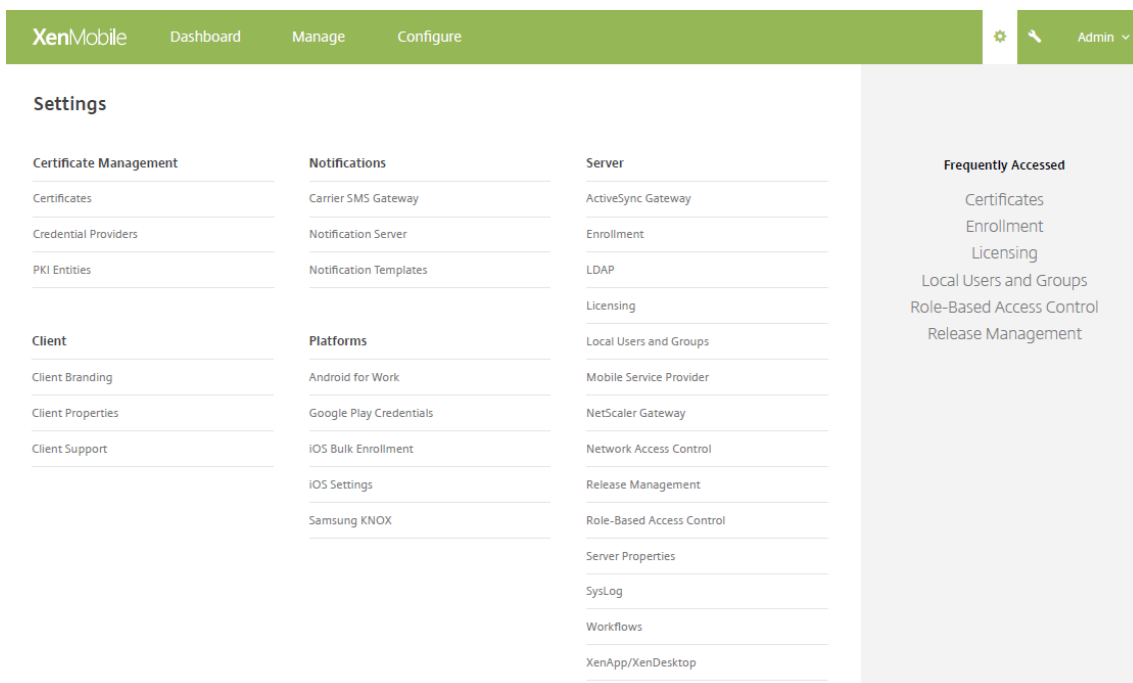 XenMobile Dashboard Manage Configure Admin
Settings
Certificate Management
Certificates
Credential Providers
PKI Entities
Client
Client Branding
Client Properties
Client Support
Notifications
Carrier SMS Gateway
Notification Server
Notification Templates
Platforms
Android for Work
Google Play Credentials
iOS Bulk Enrollment
iOS Settings
Samsung KNOX
Server
ActiveSync Gateway
Enrollment
LDAP
Licensing
Local Users and Groups
Mobile Service Provider
NetScaler Gateway
Network Access Control
Release Management
Role-Based Access Control
Server Properties
SysLog
Workflows
XenApp/XenDesktop
Frequently Accessed
Certificates
Enrollment
Licensing
Local Users and Groups
Role-Based Access Control
Release Management